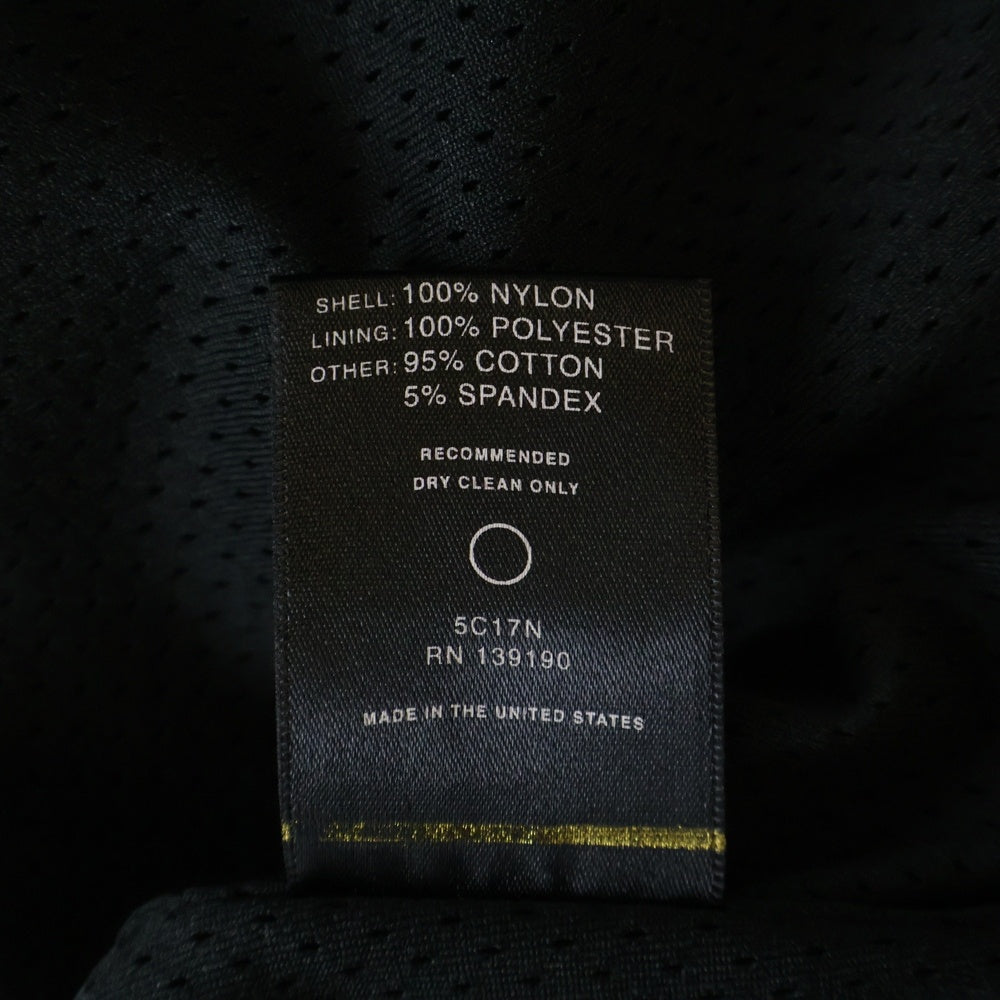 SHELL: 100% NYLON
LINING: 100% POLYESTER
OTHER: 95% COTTON
5% SPANDEX
RECOMMENDED
DRY CLEAN ONLY
5C17N
RN 139190
MADE IN THE UNITED STATES